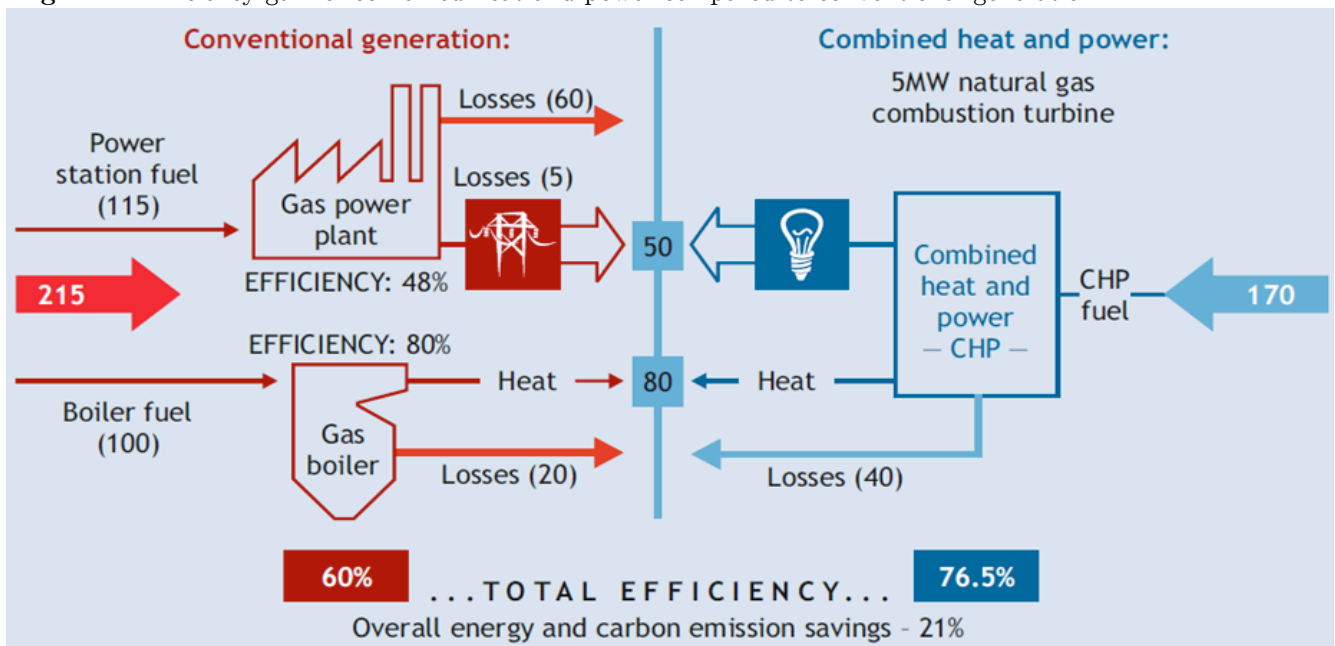 Conventional generation:
Losses (60)
Power
station fuel
(115)
Losses (5)
Gas power
plant
EFFICIENCY: 48%
215
EFFICIENCY: 80%
Heat
Boiler fuel
(100)
Gas
boiler
Losses (20)
50
80
Combined heat and power:
5MW natural gas
combustion turbine
Combined
heat and
power
— CHP —
CHP
fuel
170
Heat
Losses (40)
60%
...TOTAL EFFICIENCY...
76.5%
Overall energy and carbon emission savings - 21%